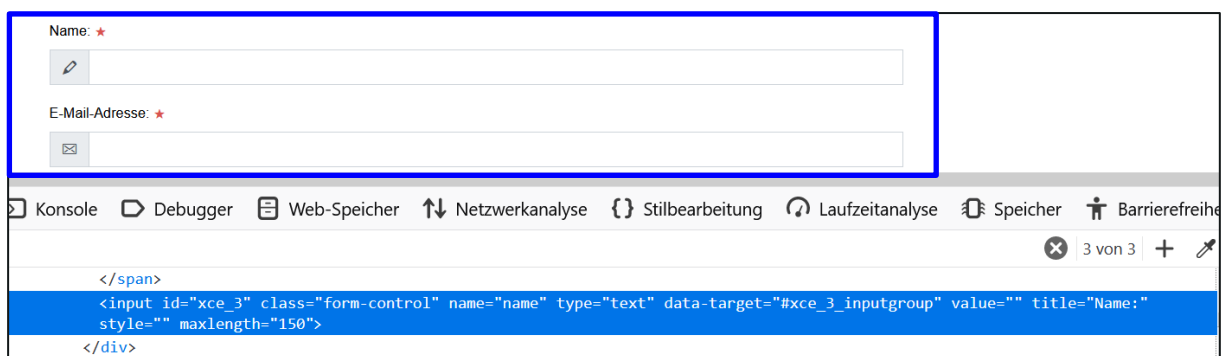 Name: ★
E-Mail-Adresse: ★
Konsole Debugger Web-Speicher Netzwerkanalyse Stilbearbeitung Laufzeitanalyse Speicher Barrierefreihe
3 von 3
</span>
<input id="xce_3" class="form-control" name="name" type="text" data-target="#xce_3_inputgroup" value="" title="Name:"
style="" maxlength="150">
</div>